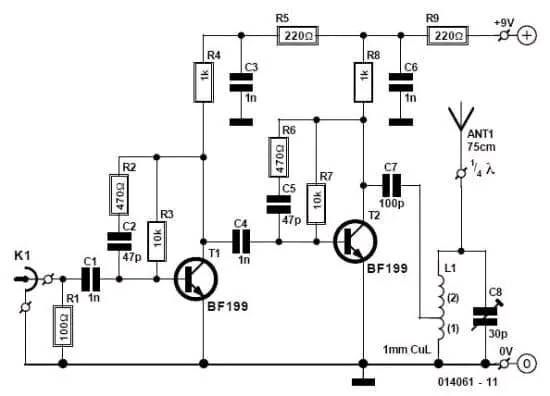 R5
220Ω
R9
220Ω
+9V
+
R4
1k
C3
1n
R8
1k
C6
1n
ANT1
75cm
¼ λ
R2
470Ω
R3
10k
C2
47p
R6
470Ω
R7
10k
C5
47p
C7
100p
T1
C4
1n
T2
K1
C1
1n
R1
100Ω
BF199
BF199
L1
(2)
(1)
C8
30p
1mm CuL
0V
0
014061 - 11